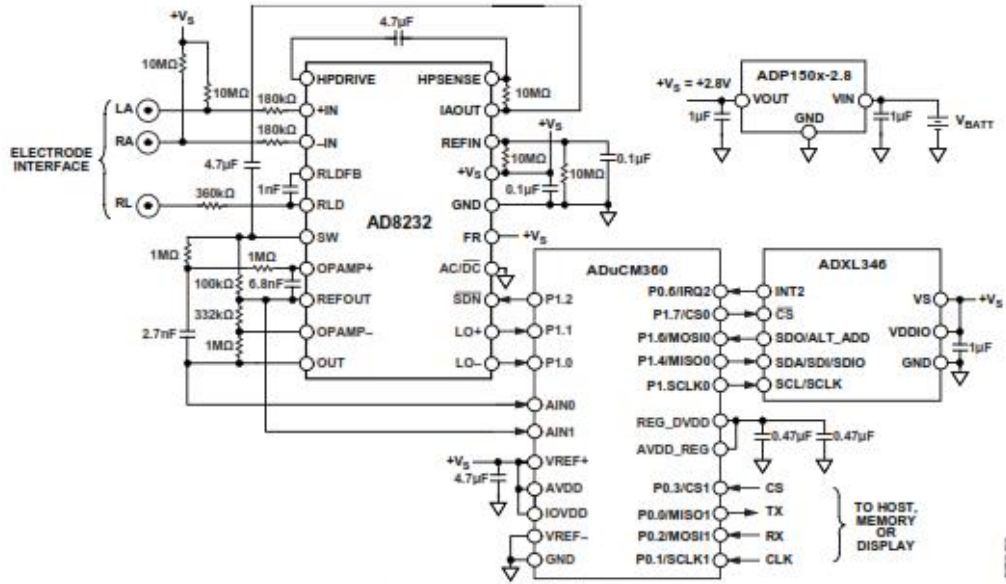 +VS
4.7µF
10MΩ
10MΩ
LA
180kΩ
RA
180kΩ
ELECTRODE
INTERFACE
4.7µF
1nF
360kΩ
RL
1MΩ
1MΩ
100kΩ
6.8nF
332kΩ
2.7nF
1MΩ
HPDRIVE
+IN
–IN
RLDFB
RLD
SW
OPAMP+
REFOUT
OPAMP–
OUT
AD8232
HPSENSE
IAOUT
REFIN
+VS
GND
FR
AC/DC
SDN
LO+
LO–
10MΩ
+VS
10MΩ
10MΩ
0.1µF
0.1µF
+VS
ADP150x-2.8
+VS = +2.8V
VOUT
VIN
GND
1µF
1µF
VBATT
ADuCM360
P1.2
P1.1
P1.0
AIN0
AIN1
VREF+
AVDD
IOVDD
VREF–
GND
+VS
4.7µF
P0.6/IRQ2
P1.7/CS0
P1.6/MOSI0
P1.4/MISO0
P1.SCLK0
REG_DVDD
AVDD_REG
P0.3/CS1
P0.0/MISO1
P0.2/MOSI1
P0.1/SCLK1
ADXL346
INT2
CS
SDO/ALT_ADD
SDA/SDI/SDIO
SCL/SCLK
VS
VDDIO
GND
+VS
1µF
0.47µF
0.47µF
CS
TX
RX
CLK
TO HOST,
MEMORY
OR
DISPLAY